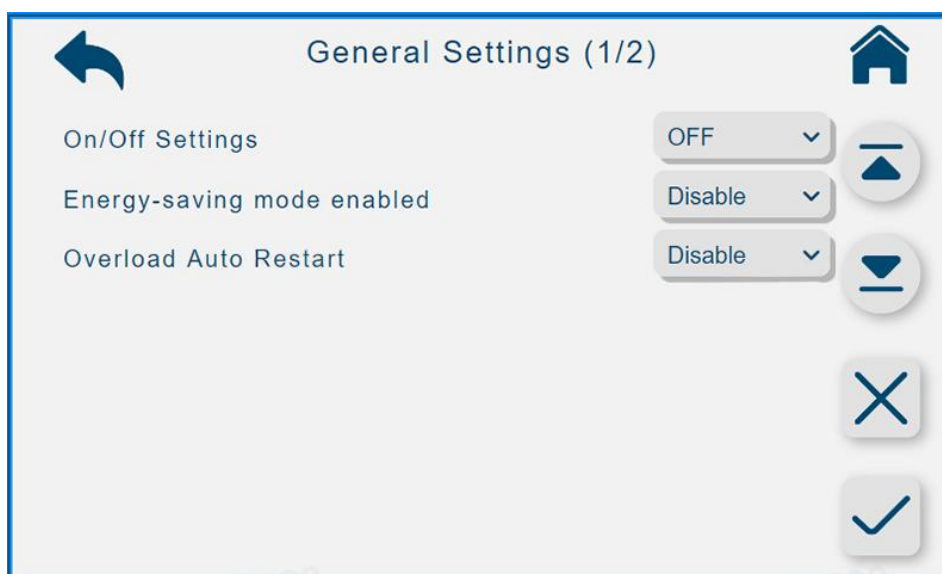 General Settings (1/2)
On/Off Settings OFF
Energy-saving mode enabled Disable
Overload Auto Restart Disable